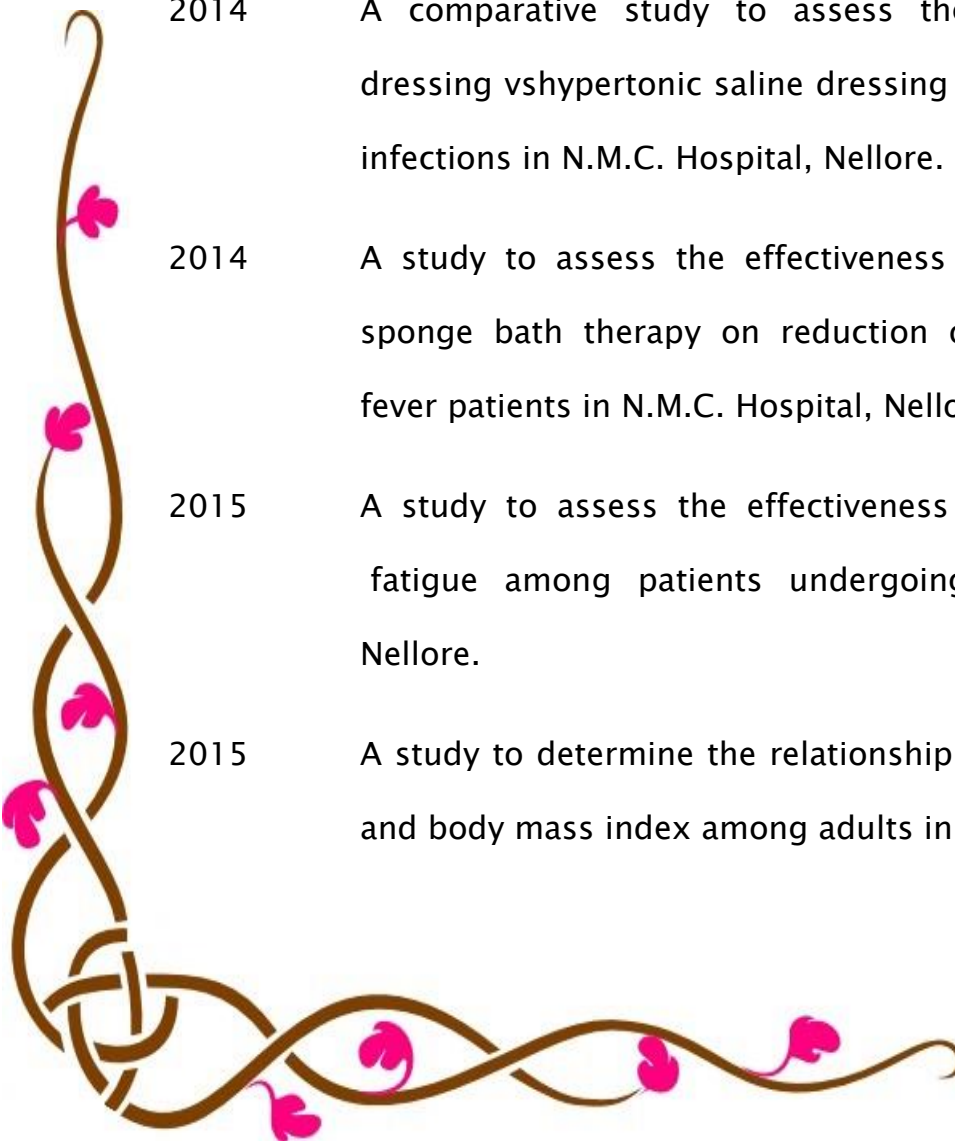 2014 A comparative study to assess the
dressing vshypertonic saline dressing
infections in N.M.C. Hospital, Nellore.
2014 A study to assess the effectiveness
sponge bath therapy on reduction
fever patients in N.M.C. Hospital,
2015 A study to assess the effectiveness
fatigue among patients undergoing
Nellore.
2015 A study to determine the relationship
and body mass index among adults in